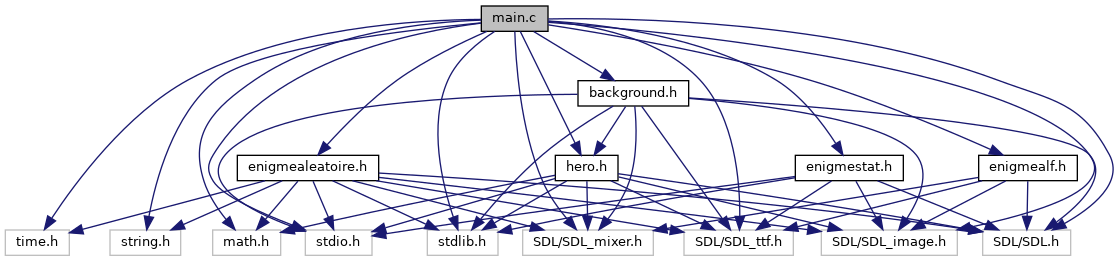 main.c
background.h
enigmealeatoire.h
hero.h
enigmestat.h
enigmealf.h
time.h
string.h
math.h
stdio.h
stdlib.h
SDL/SDL_mixer.h
SDL/SDL_ttf.h
SDL/SDL_image.h
SDL/SDL.h